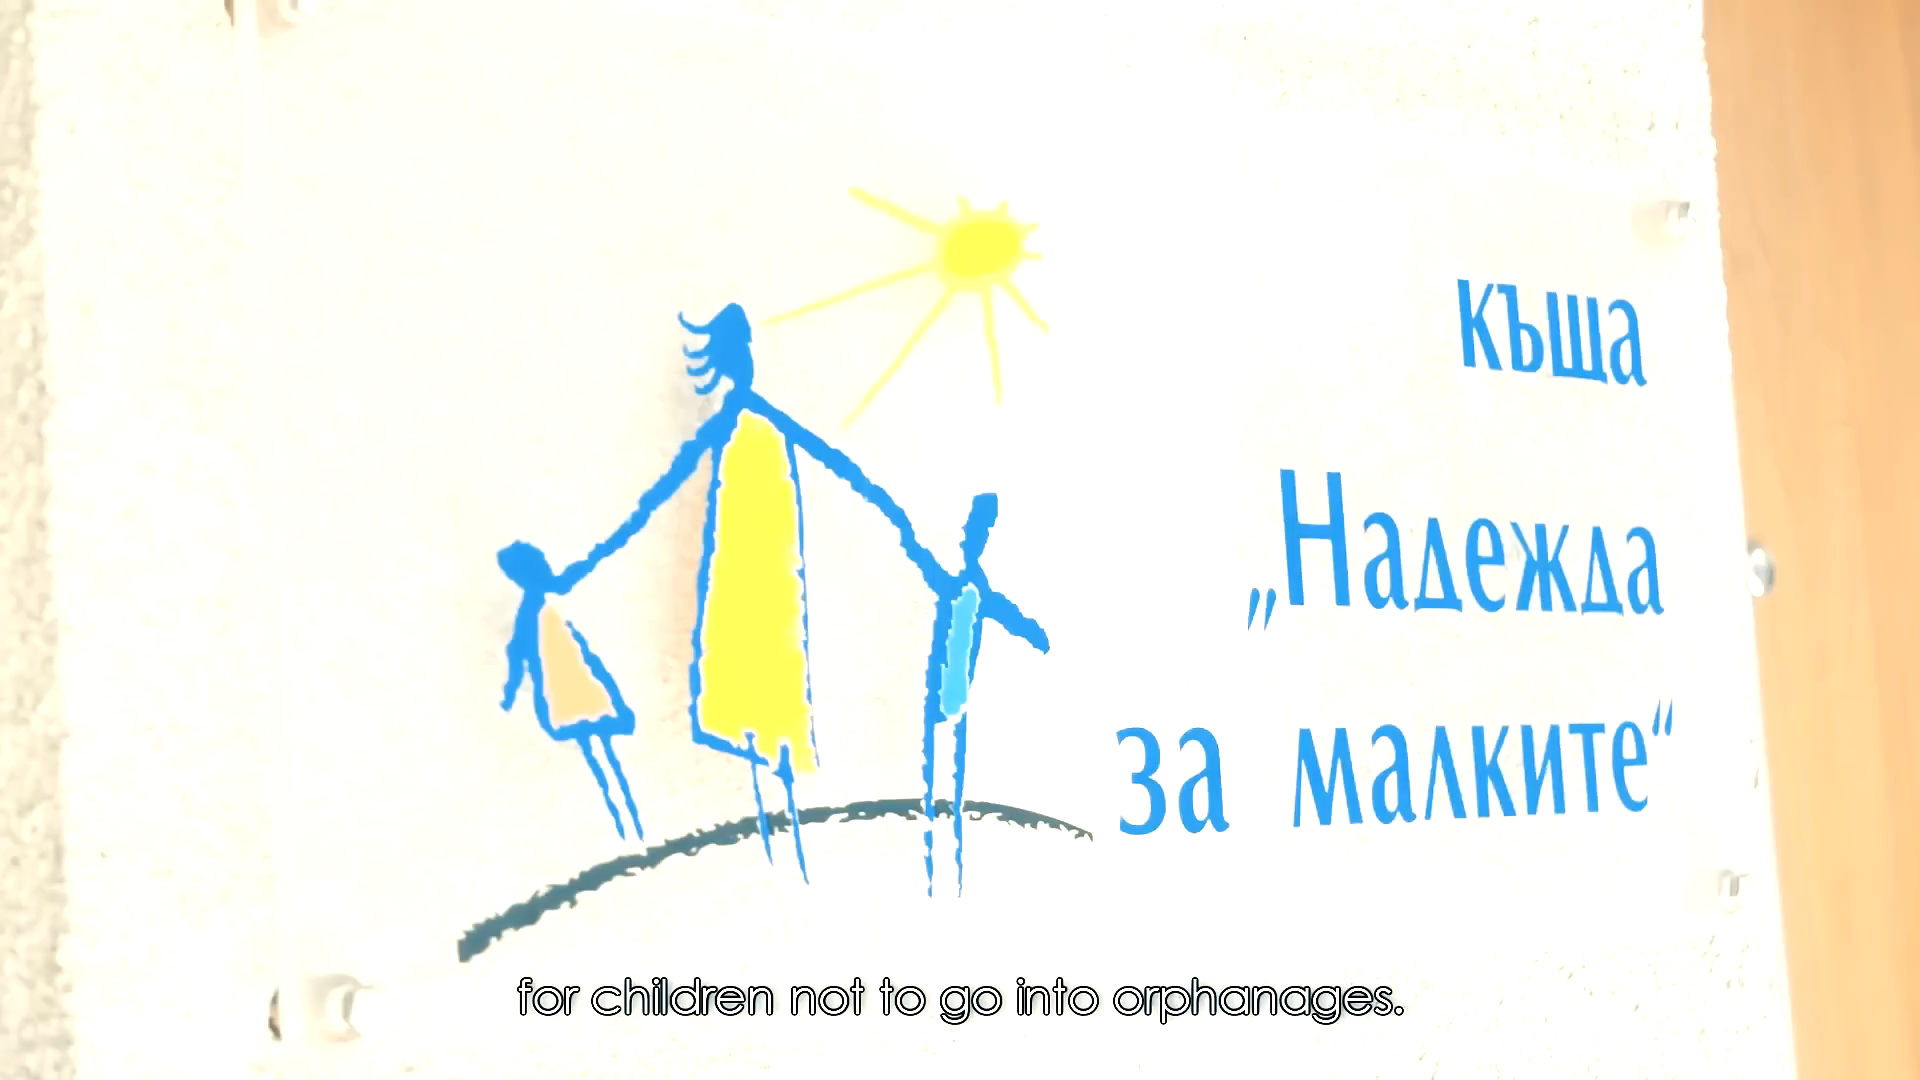 къща
„Надежда
за малките“
for children not to go into orphanages.